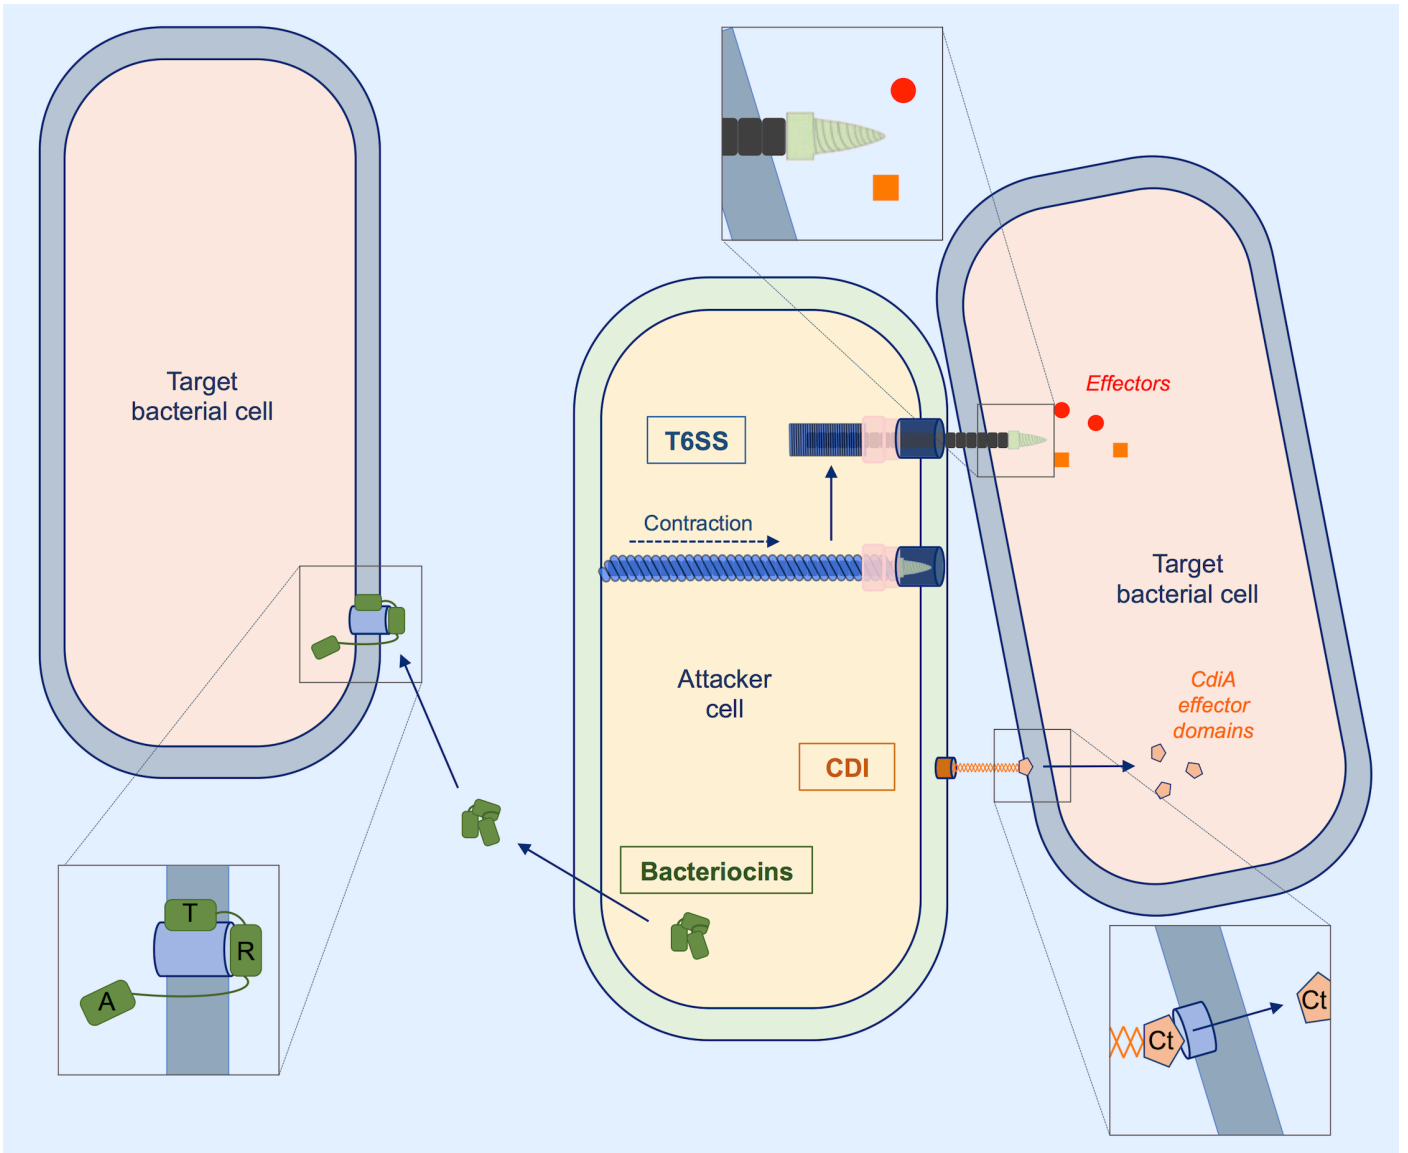 Target
bacterial cell
T6SS
Contraction
Effectors
Target
bacterial cell
Attacker
cell
CdiA
effector
domains
CDI
Bacteriocins
T
R
A
Ct
Ct